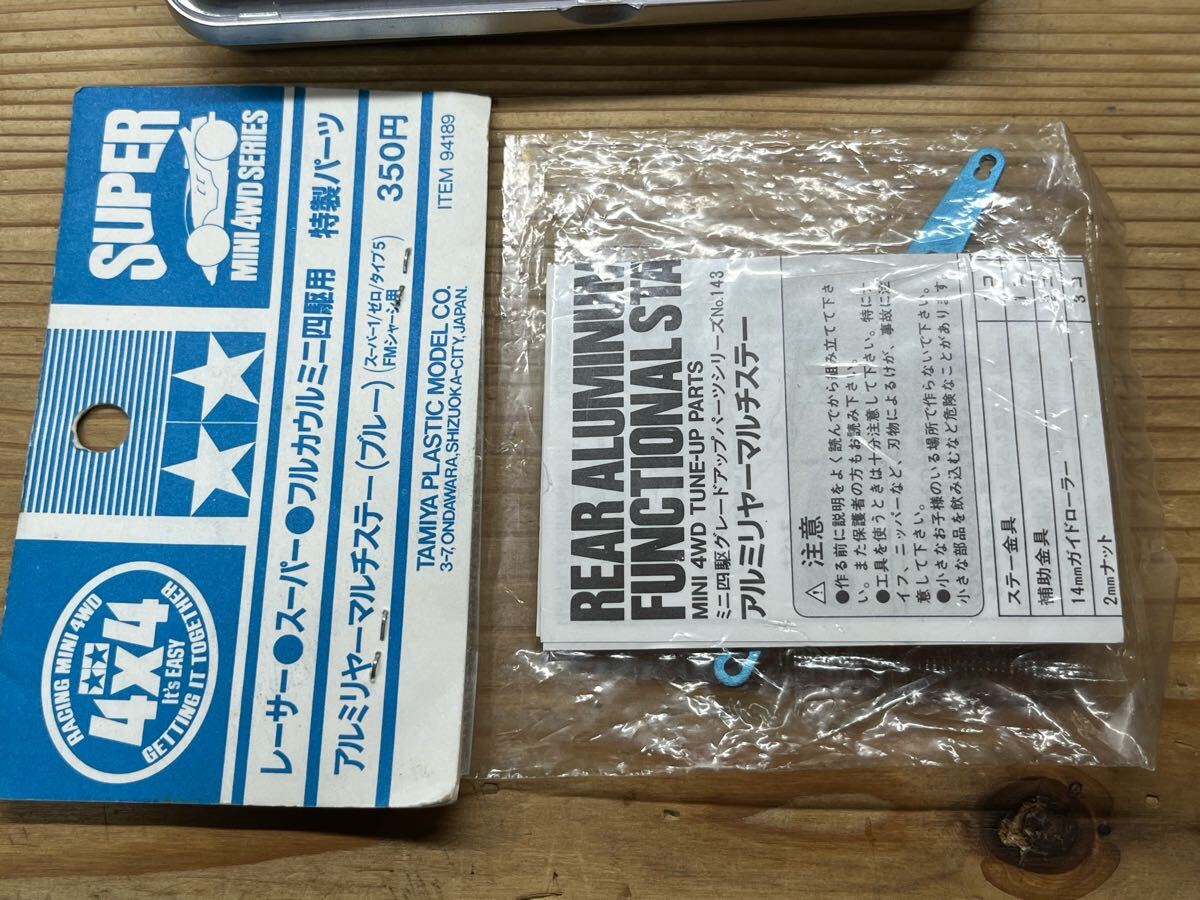 SUPER
MINI 4WD SERIES
RACING MINI 4WD
4X4
It's EASY
GETTING IT TOGETHER
レーサー●スーパー●フルカウルミニ四駆用 特製パーツ
アルミリヤーマルチステー(ブルー)(スーパー1/ゼロ/タイプ5
FMシャーシ用) 350円
TAMIYA PLASTIC MODEL CO.
3-7, ONDAWARA, SHIZUOKA-CITY, JAPAN.
ITEM 94189
REAR ALUMINUM
FUNCTIONAL STA
MINI 4WD TUNE-UP PARTS
ミニ四駆グレードアップパーツシリーズNo.143
アルミリヤーマルチステー
注意
●作る前に説明をよく読んでから組み立てて下さ
い。また保護者の方もお読み下さい。
●工具を使うときは十分注意して下さい。特にナ
イフ、ニッパーなど、刃物によるけが、事故に注
意して下さい。
●小さなお子様のいる場所で作らないで下さい。
小さな部品を飲み込むなど危険なことがあります
ステー金具
補助金具
14mmガイドローラー
2mmナット 3コ